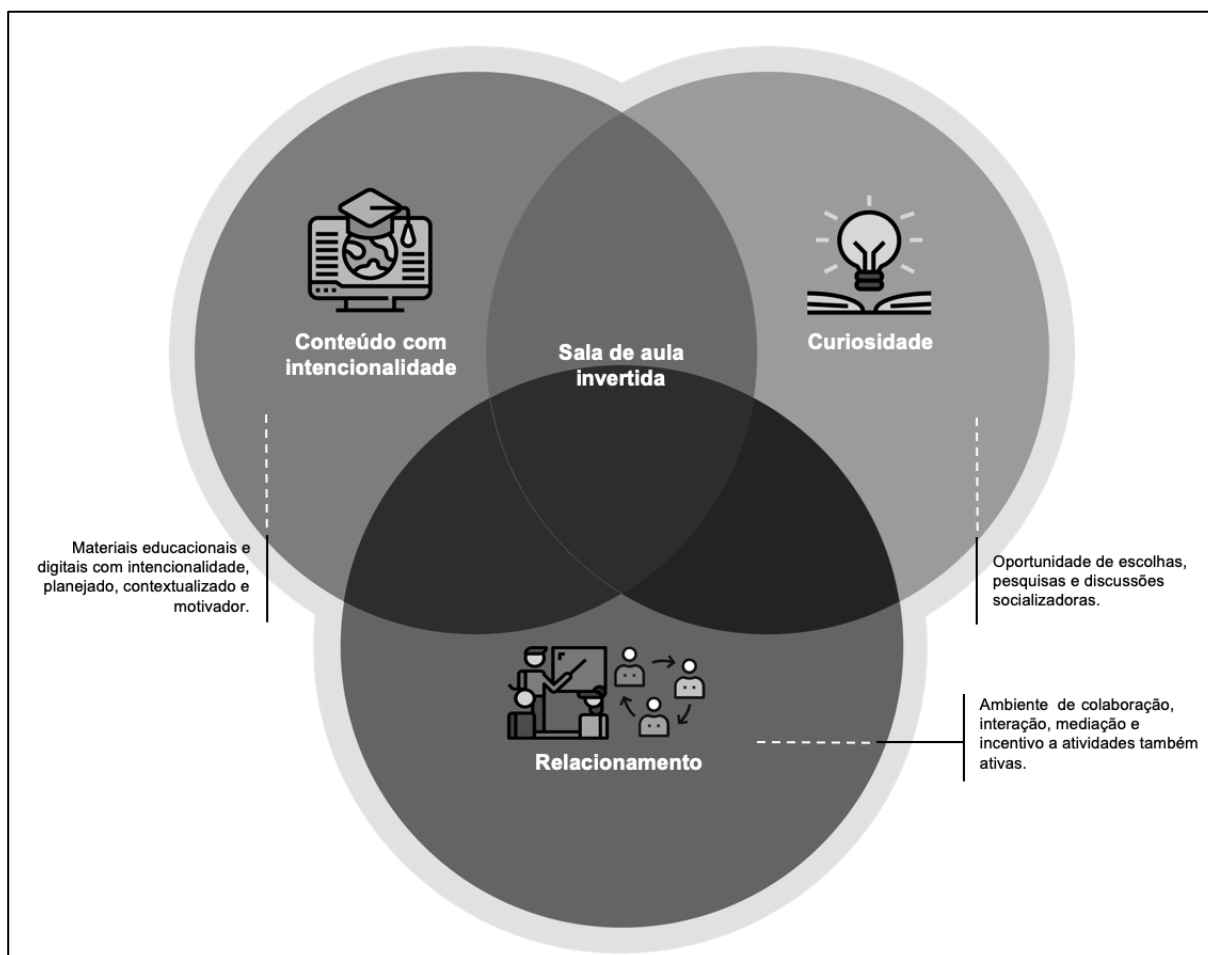 Conteúdo com
intencionalidade
Sala de aula
invertida
Curiosidade
Materiais educacionais e
digitais com intencionalidade,
planejado, contextualizado e
motivador.
Oportunidade de escolhas,
pesquisas e discussões
socializadoras.
Relacionamento
Ambiente de colaboração,
interação, mediação e
incentivo a atividades também
ativas.